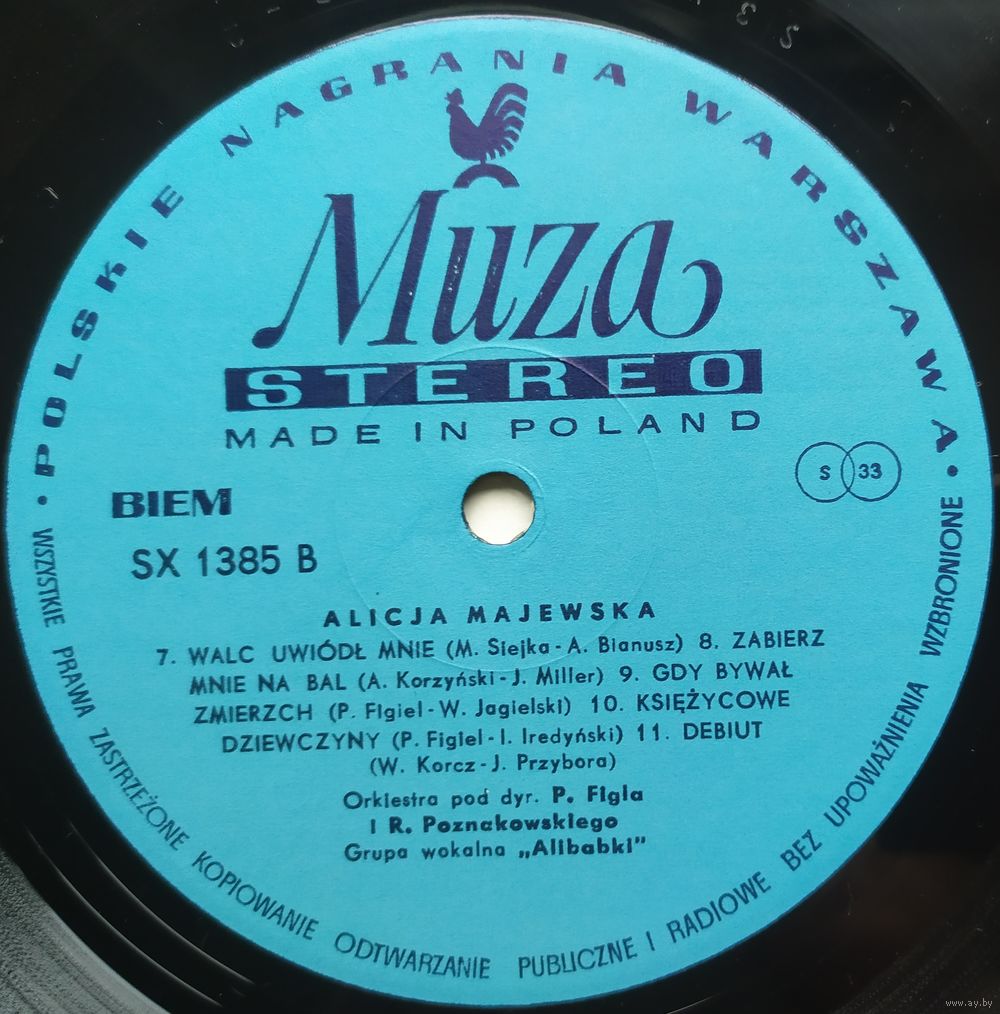 • POLSKIE NAGRANIA WARSZAWA •
Muza
STEREO
MADE IN POLAND
S 33
BIEM
SX 1385 B
ALICJA MAJEWSKA
7. WALC UWIÓDŁ MNIE (M. Siejka - A. Bianusz) 8. ZABIERZ
MNIE NA BAL (A. Korzyński - J. Miller) 9. GDY BYWAŁ
ZMIERZCH (P. Figiel - W. Jagielski) 10. KSIĘŻYCOWE
DZIEWCZYNY (P. Figiel - I. Iredyński) 11. DEBIUT
(W. Korcz - J. Przybora)
Orkiestra pod dyr. P. Figla
i R. Poznakowskiego
Grupa wokalna „Alibabki"
WSZYSTKIE PRAWA ZASTRZEŻONE KOPIOWANIE ODTWARZANIE PUBLICZNE I RADIOWE BEZ UPOWAŻNIENIA WZBRONIONE
www.ay.by